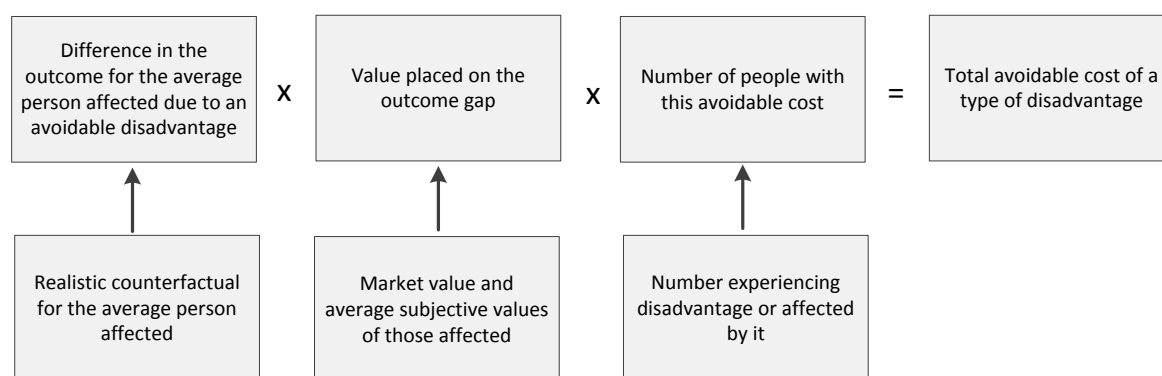 Difference in the
outcome for the average
person affected due to an
avoidable disadvantage
x
Value placed on the
outcome gap
x
Number of people with
this avoidable cost
=
Total avoidable cost of a
type of disadvantage
Realistic counterfactual
for the average person
affected
Market value and
average subjective values
of those affected
Number experiencing
disadvantage or affected
by it